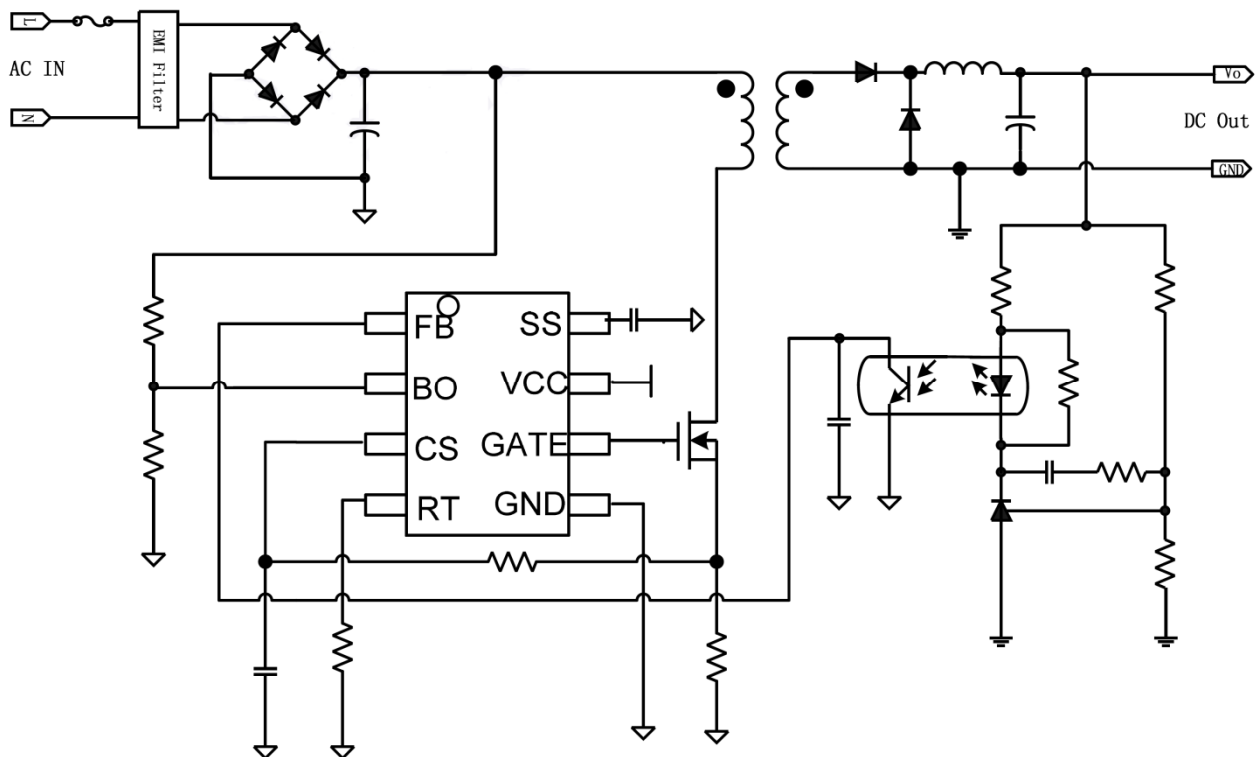 L
EMI Filter
AC IN
N
Vo
DC Out
GND
FB
SS
BO
VCC
CS
GATE
RT
GND